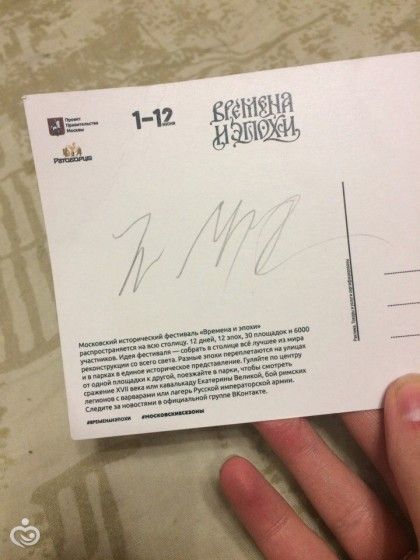 Проект
Правительства
Москвы
1–12
июня
ВРЕМЕНА
И ЭПОХИ
РАТОБОРЦЫ
Московский исторический фестиваль «Времена и эпохи»
распространяется на всю столицу. 12 дней, 12 эпох, 30 площадок и 6000
участников. Идея фестиваля — собрать в столице всё лучшее из мира
реконструкции со всего света. Разные эпохи переплетаются на улицах
и в парках в единое историческое представление. Гуляйте по центру
от одной площадки к другой, поезжайте в парки, чтобы смотреть
сражение XVII века или кавалькаду Екатерины Великой, бой римских
легионов с варварами или лагерь Русской императорской армии.
Следите за новостями в официальной группе ВКонтакте.
#ВРЕМЕНАИЭПОХИ #МОСКОВСКИЕСЕЗОНЫ